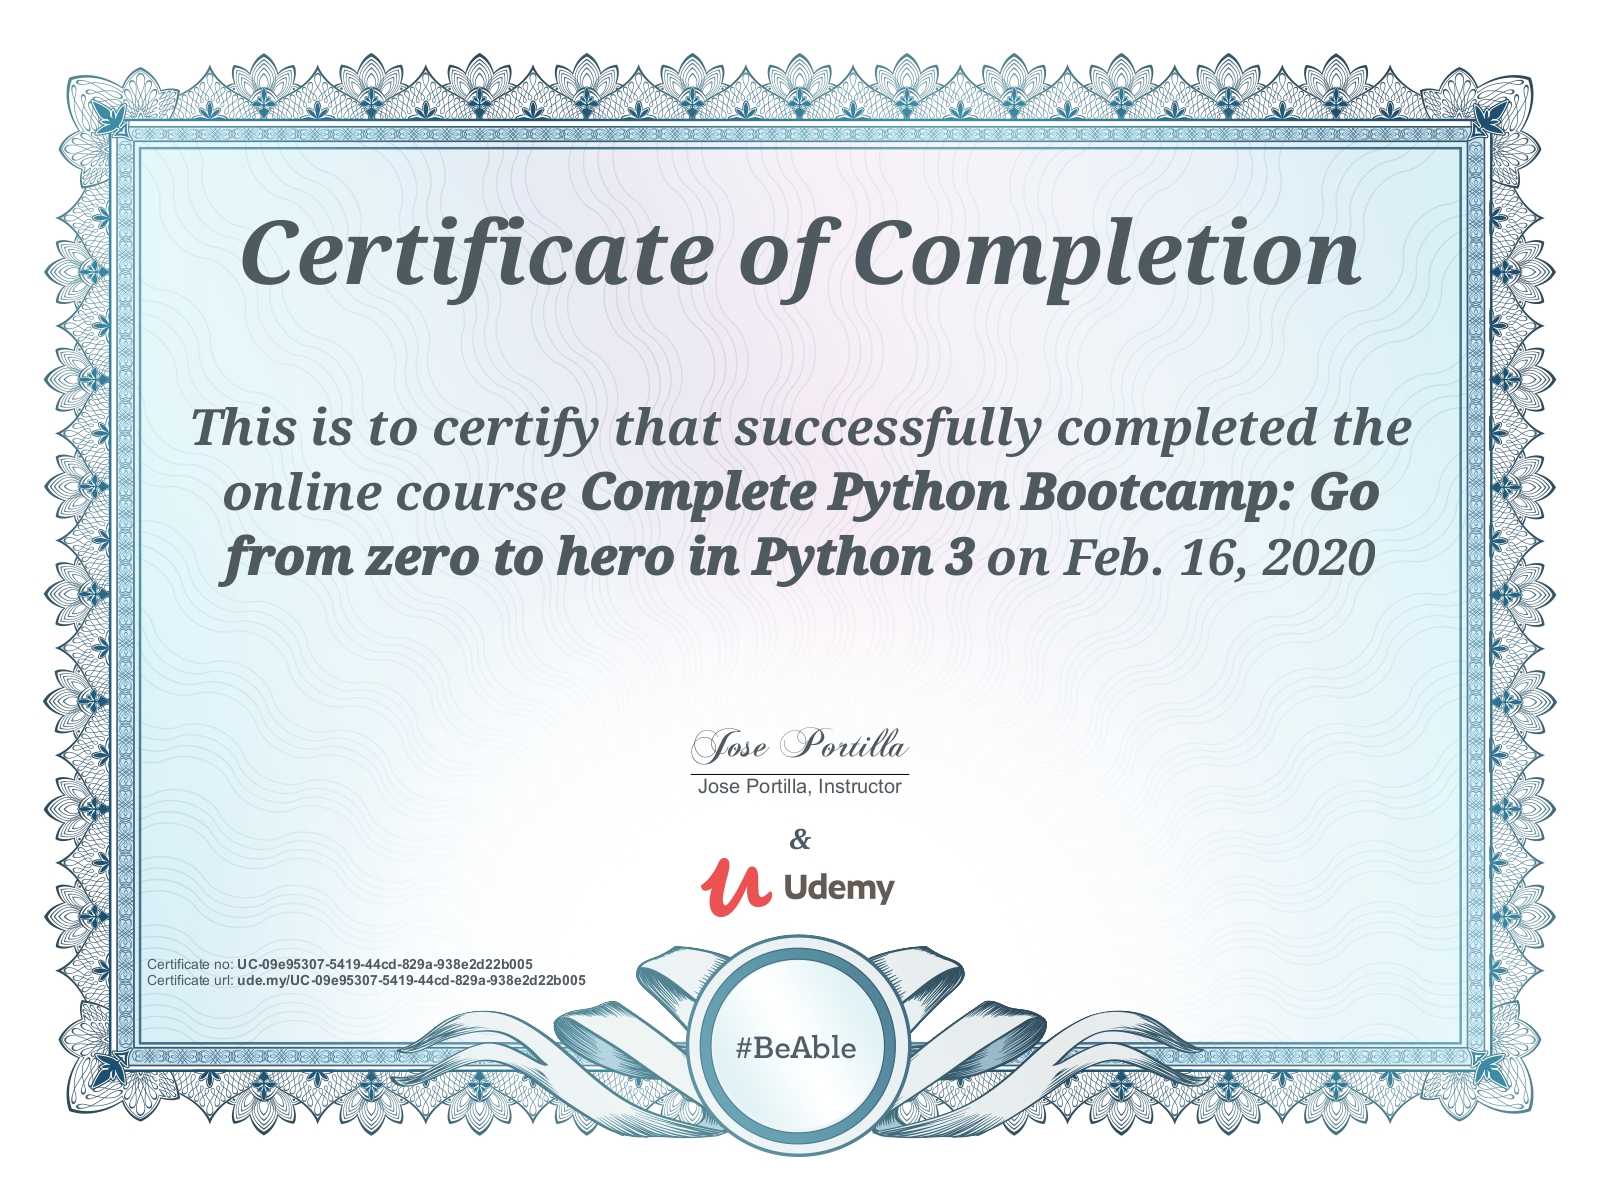 Certificate of Completion
This is to certify that successfully completed the
online course Complete Python Bootcamp: Go
from zero to hero in Python 3 on Feb. 16, 2020
Jose Portilla
Jose Portilla, Instructor
&
Udemy
Certificate no: UC-09e95307-5419-44cd-829a-938e2d22b005
Certificate url: ude.my/UC-09e95307-5419-44cd-829a-938e2d22b005
#BeAble